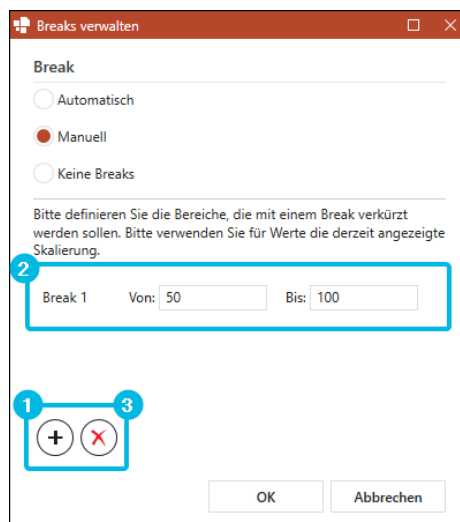 Breaks verwalten
Break
Automatisch
Manuell
Keine Breaks
Bitte definieren Sie die Bereiche, die mit einem Break verkürzt
werden sollen. Bitte verwenden Sie für Werte die derzeit angezeigte
Skalierung.
2
Break 1 Von: 50 Bis: 100
1 3
OK Abbrechen